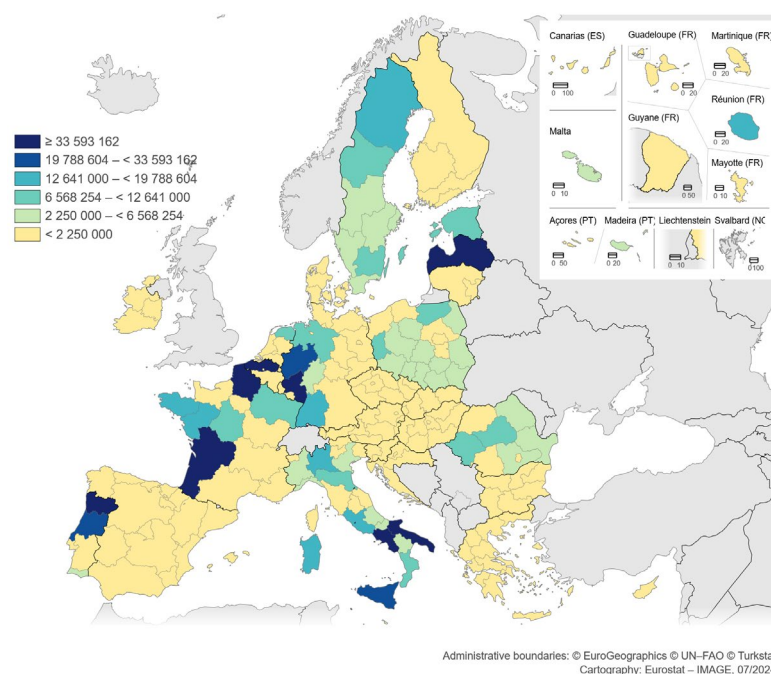 Canarias (ES)
0 100
Guadeloupe (FR)
0 20
Martinique (FR)
0 20
Réunion (FR)
0 20
Malta
0 10
Guyane (FR)
0 50
Mayotte (FR)
0 10
Açores (PT)
0 50
Madeira (PT)
0 20
Liechtenstein
0 10
Svalbard (NO
0 100
≥ 33 593 162
19 788 604 – < 33 593 162
12 641 000 – < 19 788 604
6 568 254 – < 12 641 000
2 250 000 – < 6 568 254
< 2 250 000
Administrative boundaries: © EuroGeographics © UN–FAO © Turksta
Cartography: Eurostat – IMAGE, 07/202